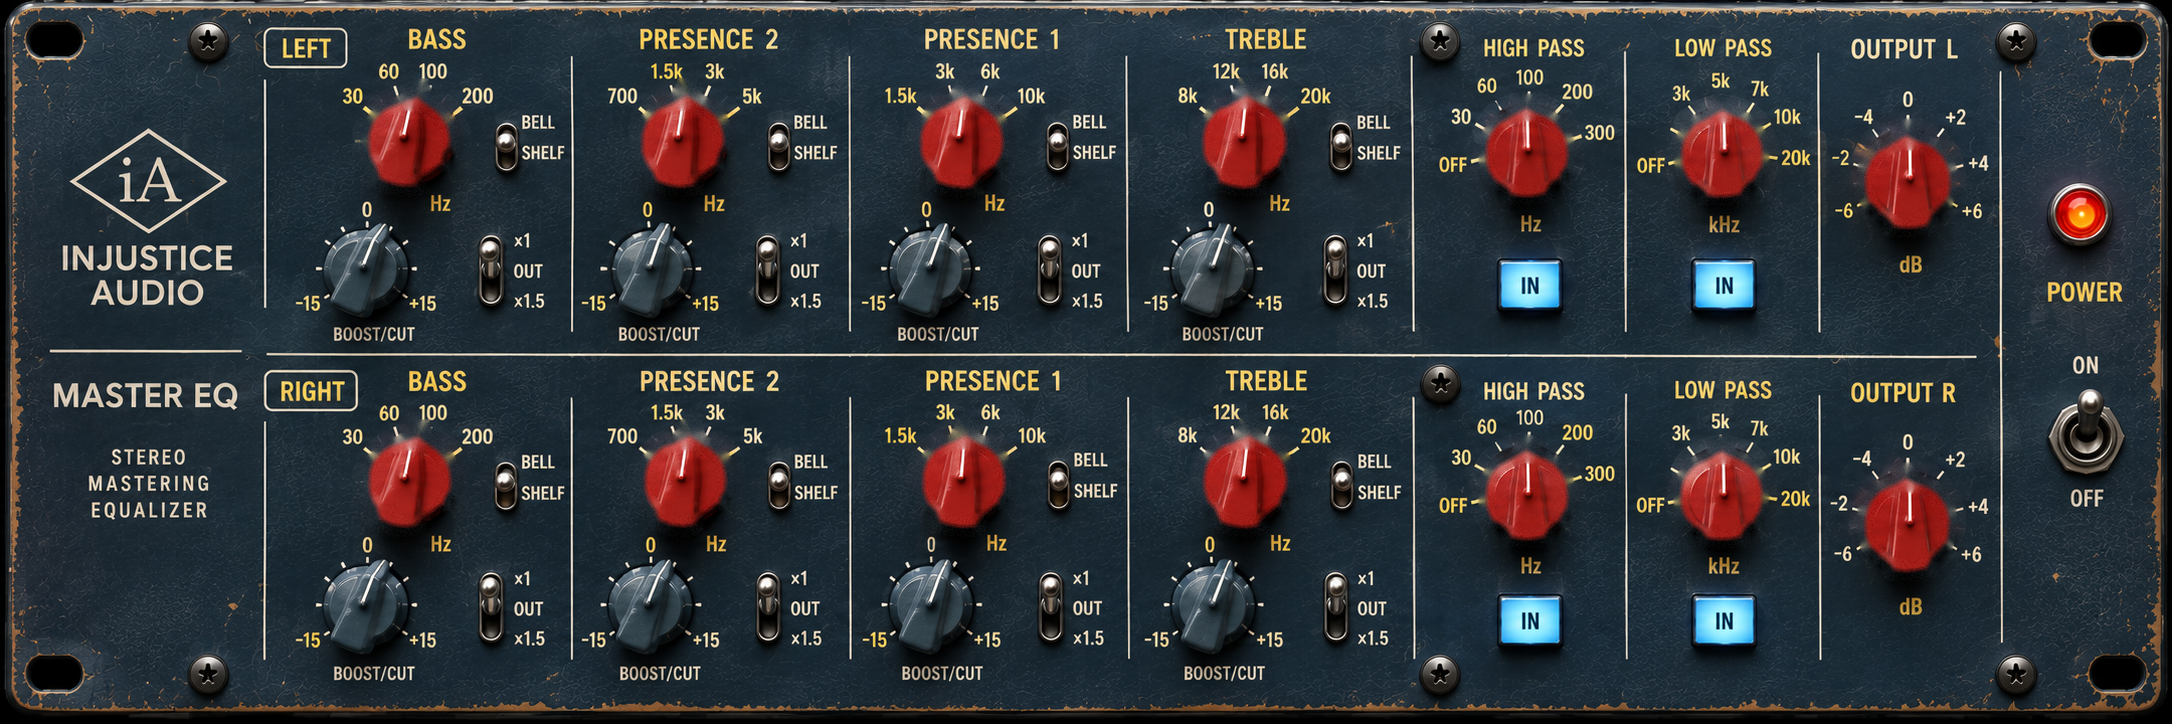 LEFT
BASS
PRESENCE 2
PRESENCE 1
TREBLE
HIGH PASS
LOW PASS
OUTPUT L
30 60 100 200
BELL
SHELF
Hz
700 1.5k 3k 5k
BELL
SHELF
Hz
1.5k 3k 6k 10k
BELL
SHELF
Hz
8k 12k 16k 20k
BELL
SHELF
Hz
OFF 30 60 100 200 300
Hz
IN
OFF 3k 5k 7k 10k 20k
kHz
IN
-6 -2 -4 0 +2 +4 +6
dB
iA
INJUSTICE
AUDIO
0
-15 +15
BOOST/CUT
x1
OUT
x1.5
0
-15 +15
BOOST/CUT
x1
OUT
x1.5
0
-15 +15
BOOST/CUT
x1
OUT
x1.5
0
-15 +15
BOOST/CUT
x1
OUT
x1.5
POWER
ON
OFF
MASTER EQ
STEREO
MASTERING
EQUALIZER
RIGHT
BASS
PRESENCE 2
PRESENCE 1
TREBLE
HIGH PASS
LOW PASS
OUTPUT R
30 60 100 200
BELL
SHELF
Hz
700 1.5k 3k 5k
BELL
SHELF
Hz
1.5k 3k 6k 10k
BELL
SHELF
Hz
8k 12k 16k 20k
BELL
SHELF
Hz
OFF 30 60 100 200 300
Hz
IN
OFF 3k 5k 7k 10k 20k
kHz
IN
-6 -2 -4 0 +2 +4 +6
dB
0
-15 +15
BOOST/CUT
x1
OUT
x1.5
0
-15 +15
BOOST/CUT
x1
OUT
x1.5
0
-15 +15
BOOST/CUT
x1
OUT
x1.5
0
-15 +15
BOOST/CUT
x1
OUT
x1.5